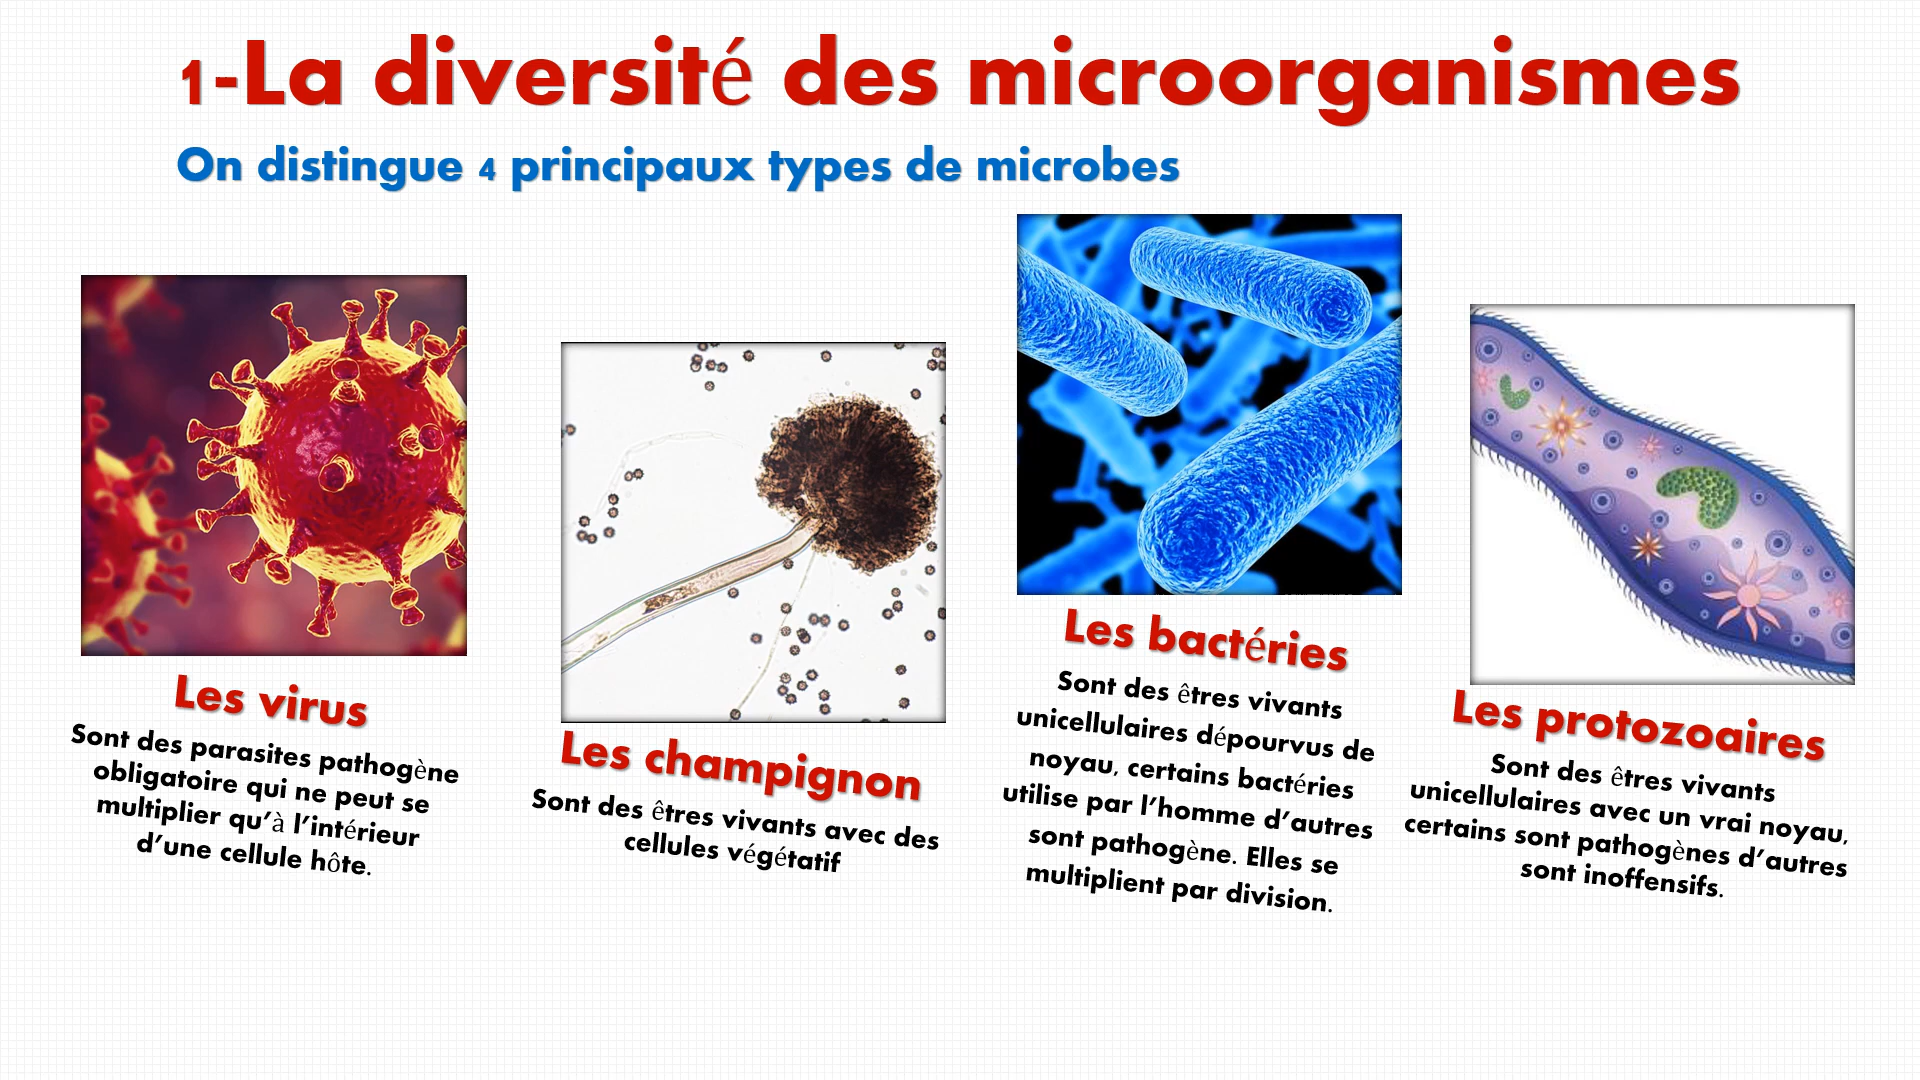 1-La diversité des microorganismes
On distingue 4 principaux types de microbes
Les virus
Sont des parasites pathogène
obligatoire qui ne peut se
multiplier qu’à l’intérieur
d’une cellule hôte.
Les champignon
Sont des êtres vivants avec des
cellules végétatif
Les bactéries
Sont des êtres vivants
unicellulaires dépourvus de
noyau, certains bactéries
utilise par l’homme d’autres
sont pathogène. Elles se
multiplient par division.
Les protozoaires
Sont des êtres vivants
unicellulaires avec un vrai noyau,
certains sont pathogènes d’autres
sont inoffensifs.